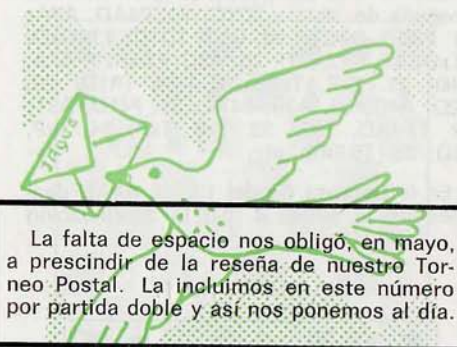 JAQUE
La falta de espacio nos obligó, en mayo,
a prescindir de la reseña de nuestro Tor-
neo Postal. La incluimos en este número
por partida doble y así nos ponemos al día.